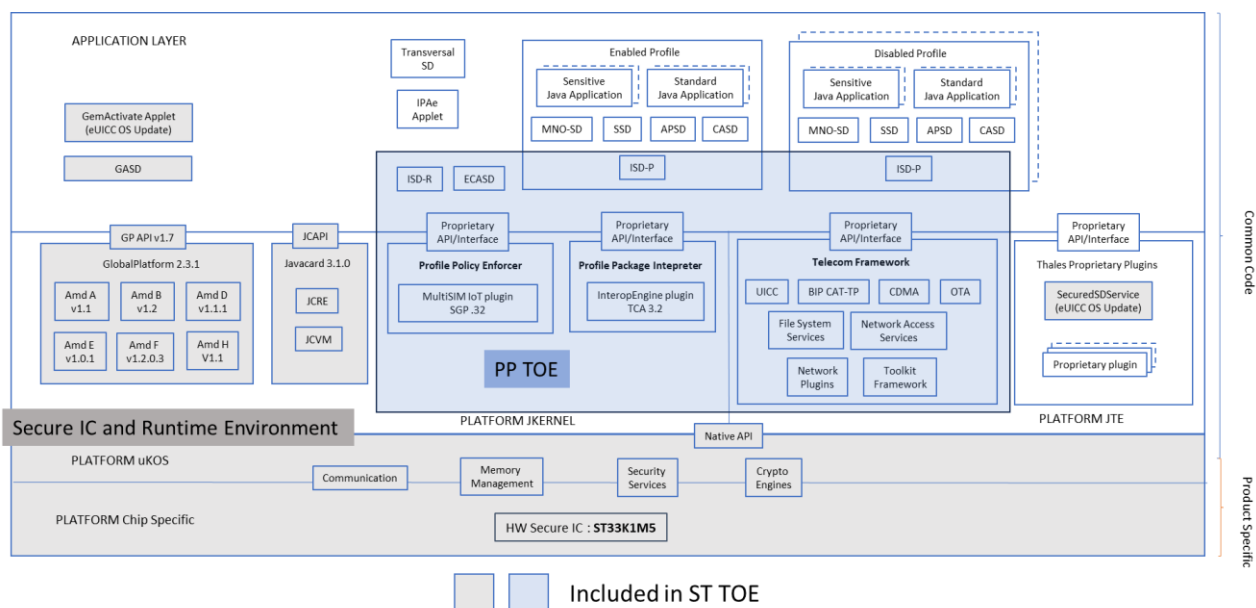 APPLICATION LAYER
Transversal
SD
IPAe
Applet
GemActivate Applet
(eUICC OS Update)
GASD
Enabled Profile
Sensitive
Java Application
Standard
Java Application
MNO-SD
SSD
APSD
CASD
ISD-P
Disabled Profile
Sensitive
Java Application
Standard
Java Application
MNO-SD
SSD
APSD
CASD
ISD-P
ISD-R
ECASD
GP API v1.7
GlobalPlatform 2.3.1
Amd A
v1.1
Amd B
v1.2
Amd D
v1.1.1
Amd E
v1.0.1
Amd F
v1.2.0.3
Amd H
V1.1
JCAPI
Javacard 3.1.0
JCRE
JCVM
Proprietary
API/Interface
Profile Policy Enforcer
MultiSIM IoT plugin
SGP .32
Proprietary
API/Interface
Profile Package Intepreter
InteropEngine plugin
TCA 3.2
Proprietary
API/Interface
Telecom Framework
UICC
BIP CAT-TP
CDMA
OTA
File System
Services
Network Access
Services
Network
Plugins
Toolkit
Framework
Proprietary
API/Interface
Thales Proprietary Plugins
SecuredSDService
(eUICC OS Update)
Proprietary plugin
PP TOE
PLATFORM JKERNEL
PLATFORM JTE
Secure IC and Runtime Environment
Native API
PLATFORM uKOS
Communication
Memory
Management
Security
Services
Crypto
Engines
PLATFORM Chip Specific
HW Secure IC : ST33K1M5
Common Code
Product Specific
Included in ST TOE